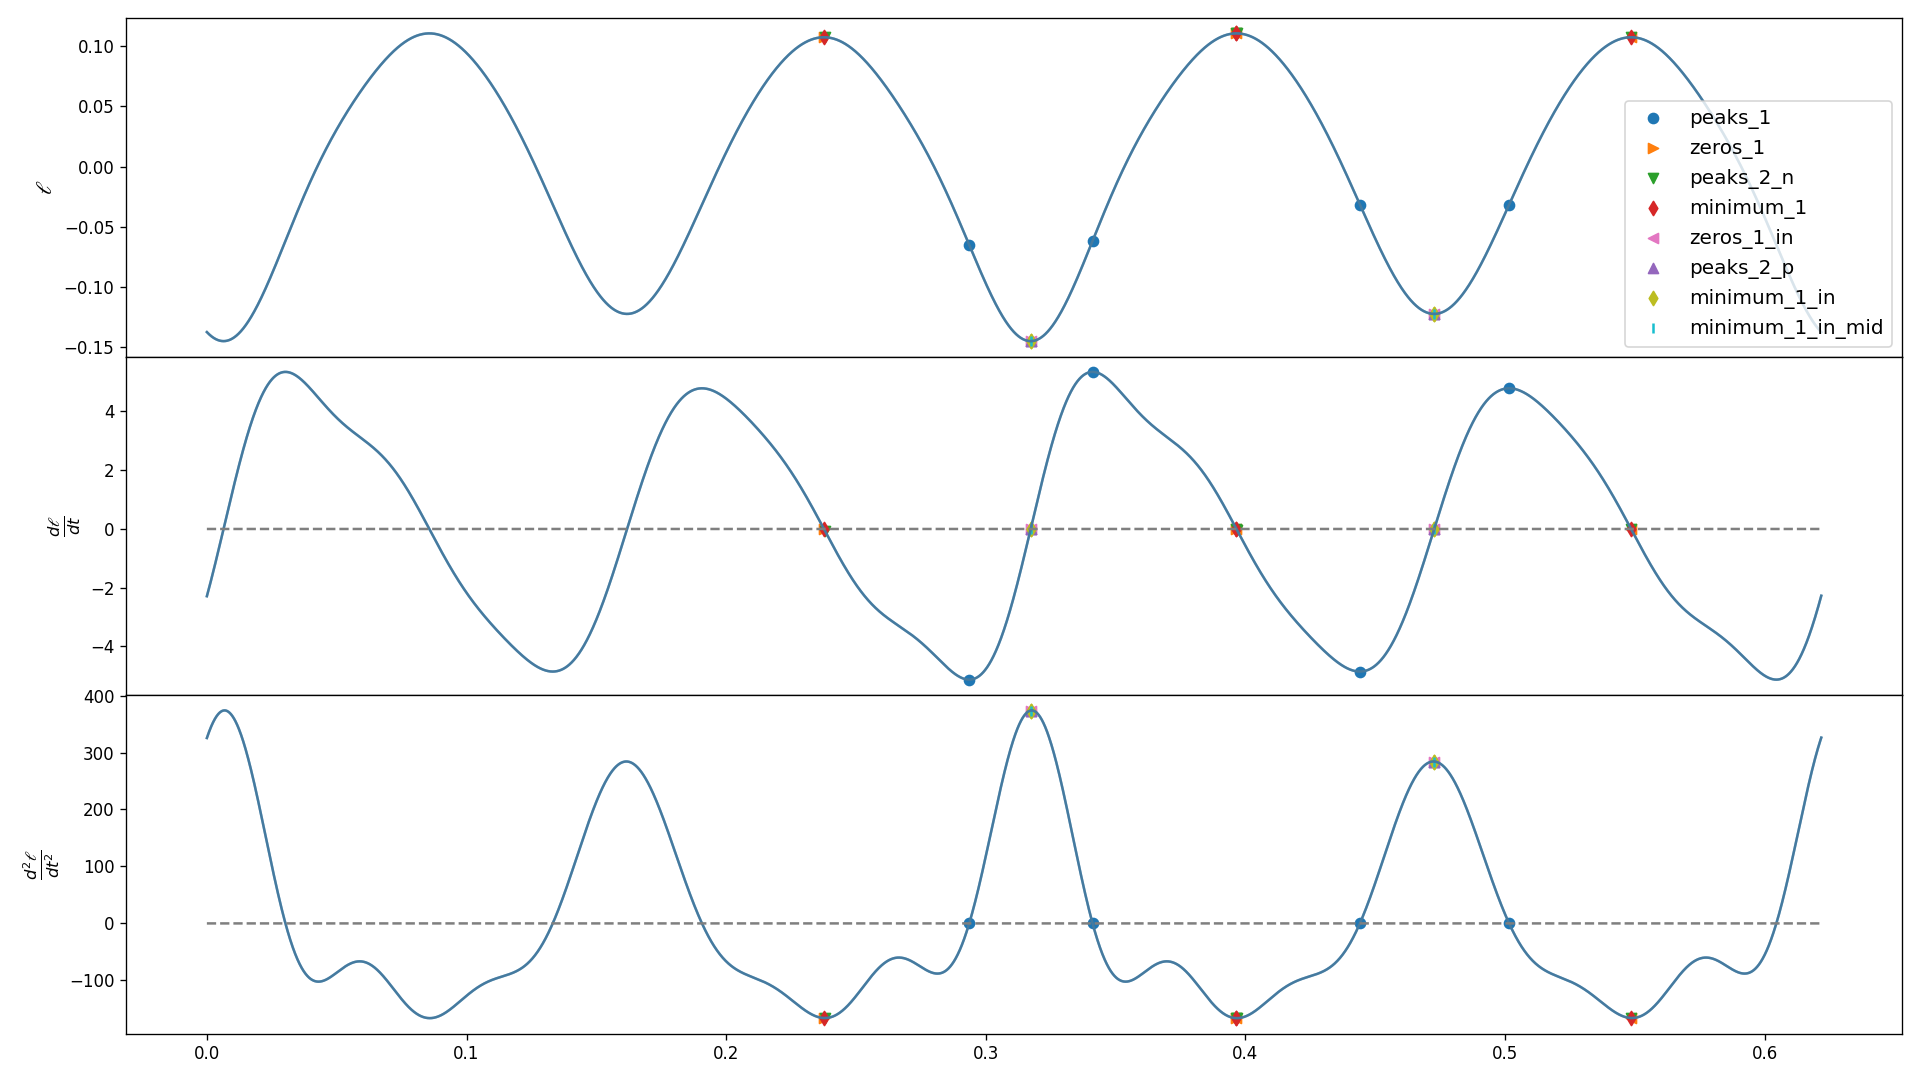 0.10
0.05
0.00
−0.05
−0.10
−0.15
ℓ
peaks_1
zeros_1
peaks_2_n
minimum_1
zeros_1_in
peaks_2_p
minimum_1_in
minimum_1_in_mid
4
2
0
−2
−4
dℓ
dt
400
300
200
100
0
−100
d²ℓ
dt²
0.0 0.1 0.2 0.3 0.4 0.5 0.6